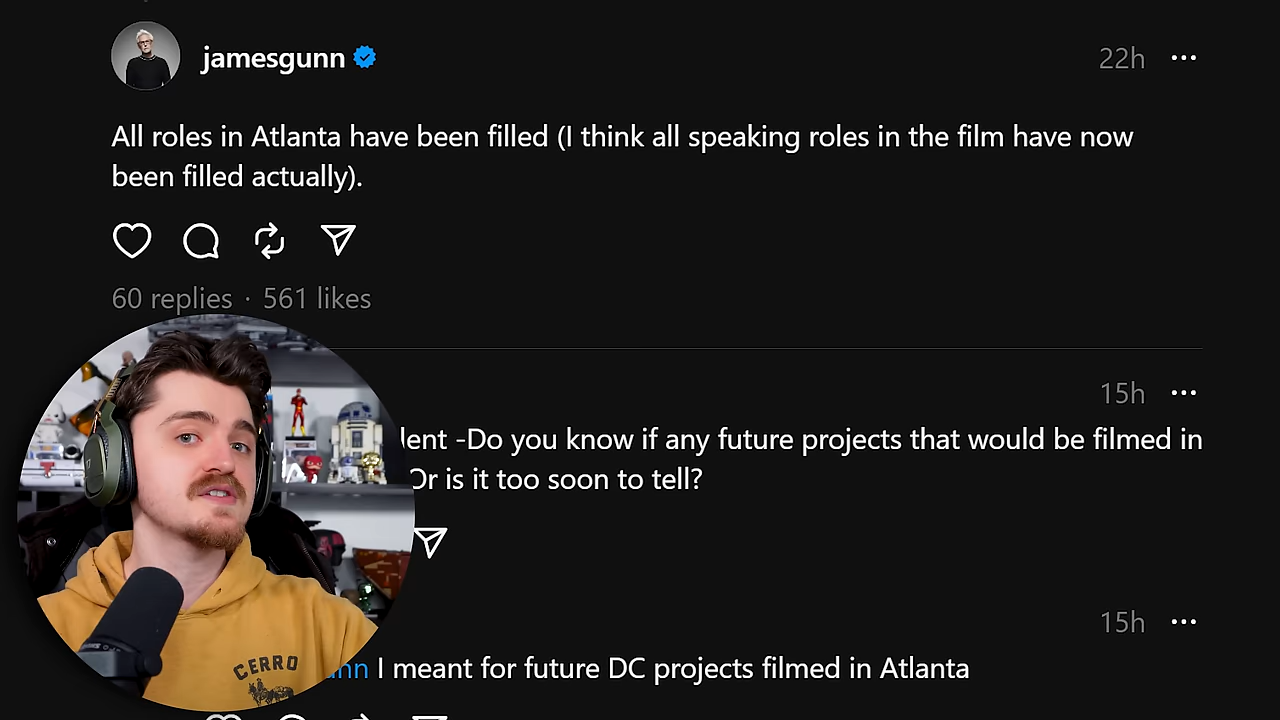 jamesgunn
22h
All roles in Atlanta have been filled (I think all speaking roles in the film have now
been filled actually).
60 replies · 561 likes
15h
-Do you know if any future projects that would be filmed in
Or is it too soon to tell?
15h
I meant for future DC projects filmed in Atlanta
CERRO